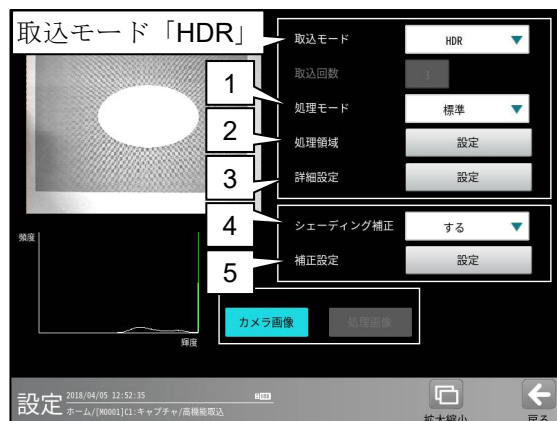 取込モード「HDR」
取込モード HDR
取込回数 3
1
処理モード 標準
2
処理領域 設定
3
詳細設定 設定
4
シェーディング補正 する
5
補正設定 設定
頻度
輝度
カメラ画像 処理画像
設定
2018/04/05 12:52:35
ホーム/[M0001]C1:キャプチャ/高機能取込
拡大縮小 戻る